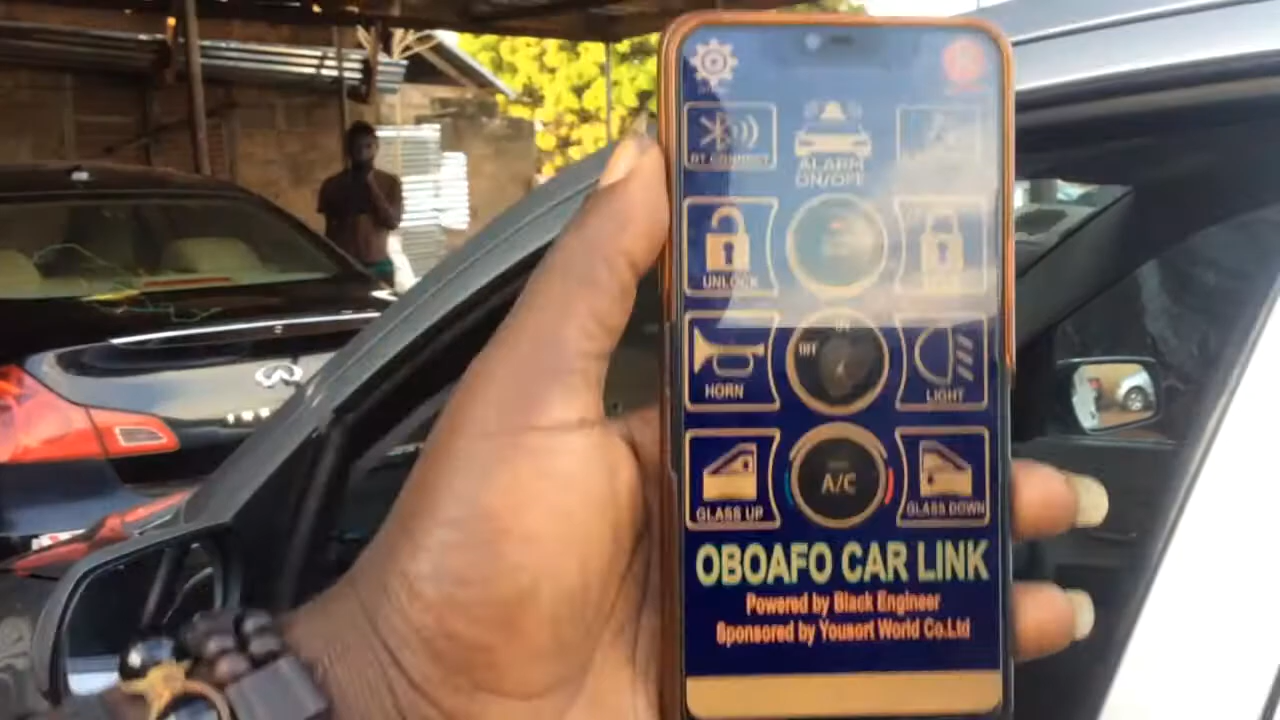 BT CONNECT
ALARM
ON/OFF
UNLOCK
HORN
OFF
LIGHT
GLASS UP
A/C
GLASS DOWN
OBOAFO CAR LINK
Powered by Black Engineer
Sponsored by Yousort World Co.Ltd